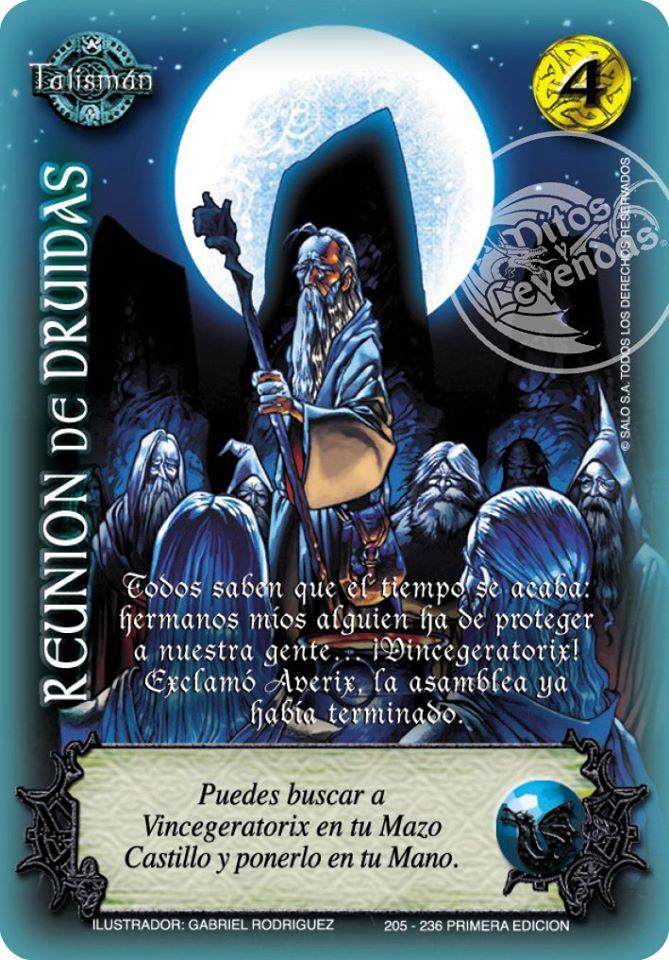 Talismán
4
Mitos
y
Leyendas
REUNION DE DRUIDAS
© SALO S.A. TODOS LOS DERECHOS RESERVADOS
Todos saben que el tiempo se acaba:
hermanos míos alguien ha de proteger
a nuestra gente... ¡Vincegeratorix!
Exclamó Averix, la asamblea ya
había terminado.
Puedes buscar a
Vincegeratorix en tu Mazo
Castillo y ponerlo en tu Mano.
ILUSTRADOR: GABRIEL RODRIGUEZ 205 - 236 PRIMERA EDICION